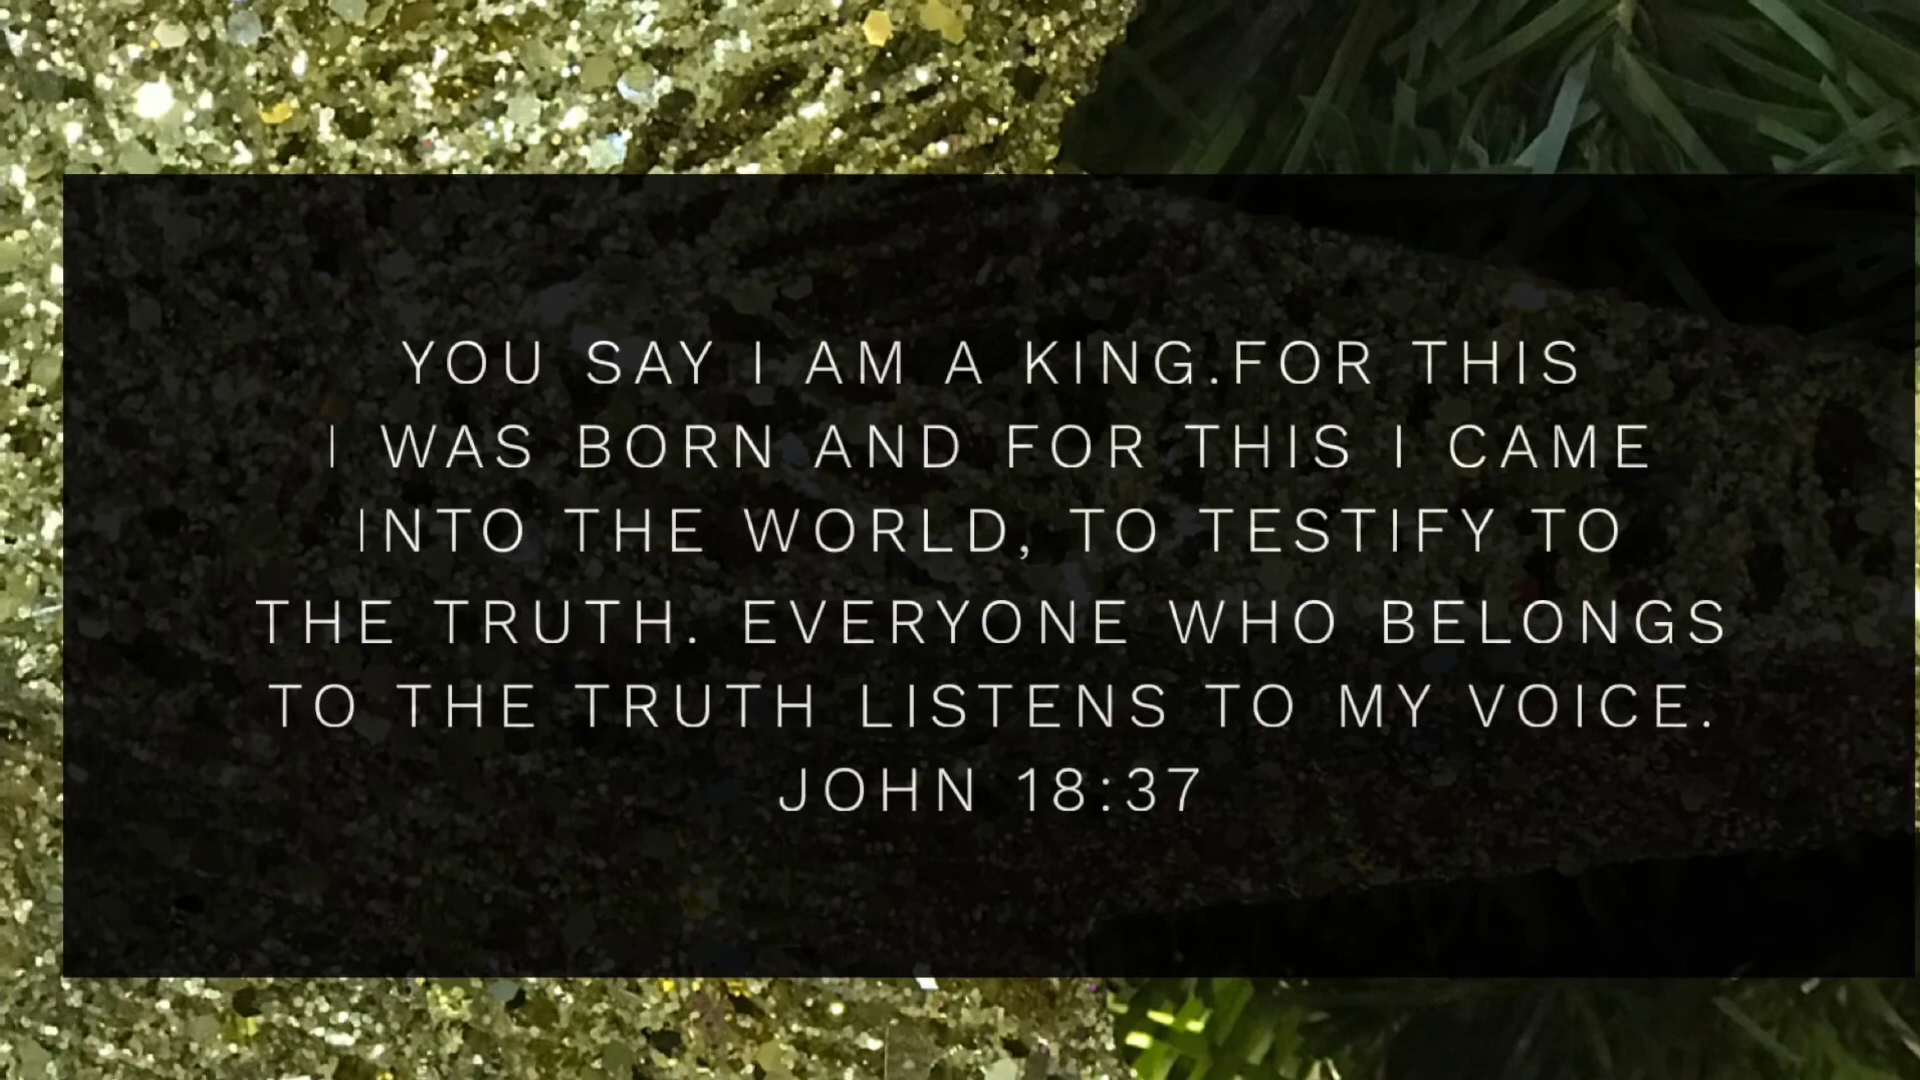 YOU SAY I AM A KING.FOR THIS
I WAS BORN AND FOR THIS I CAME
INTO THE WORLD, TO TESTIFY TO
THE TRUTH. EVERYONE WHO BELONGS
TO THE TRUTH LISTENS TO MY VOICE.
JOHN 18:37